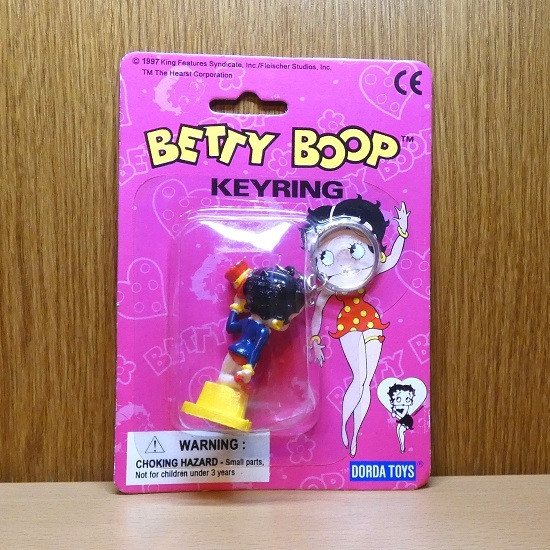 © 1997 King Features Syndicate, Inc./Fleischer Studios, Inc.
TM The Hearst Corporation
CE
BETTY BOOP™
KEYRING
WARNING :
CHOKING HAZARD - Small parts,
Not for children under 3 years
DORDA TOYS®